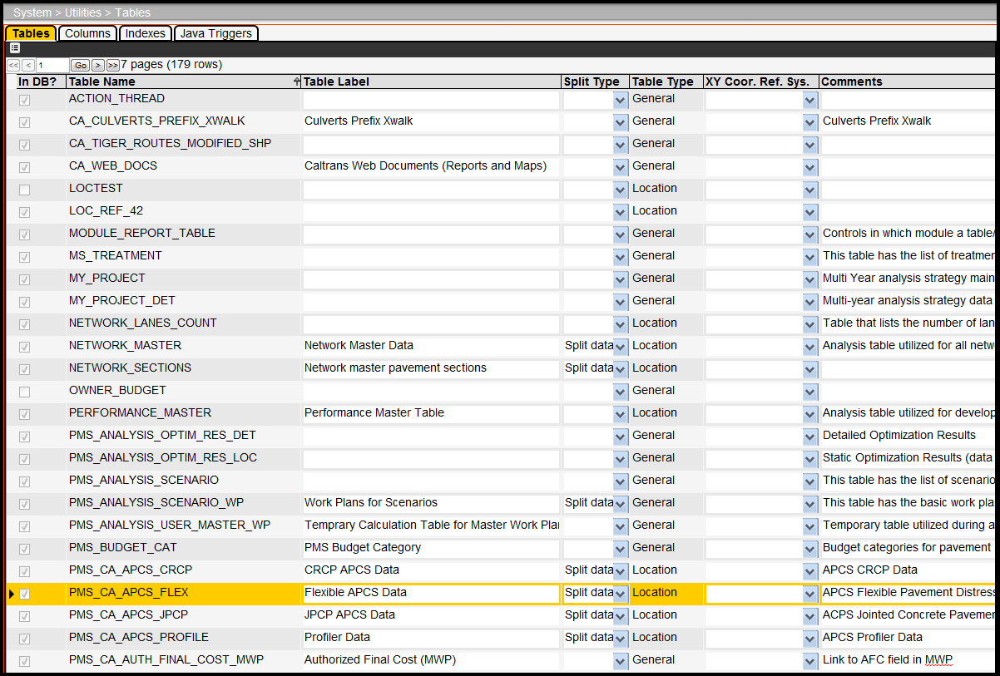 System > Utilities > Tables
Tables Columns Indexes Java Triggers
<< < 1 Go > >> 7 pages (179 rows)
In DB? Table Name Table Label Split Type Table Type XY Coor. Ref. Sys. Comments
ACTION_THREAD General
CA_CULVERTS_PREFIX_XWALK Culverts Prefix Xwalk General Culverts Prefix Xwalk
CA_TIGER_ROUTES_MODIFIED_SHP General
CA_WEB_DOCS Caltrans Web Documents (Reports and Maps) General
LOCTEST Location
LOC_REF_42 Location
MODULE_REPORT_TABLE General Controls in which module a table/
MS_TREATMENT General This table has the list of treatmen
MY_PROJECT General Multi Year analysis strategy main
MY_PROJECT_DET General Multi-year analysis strategy data
NETWORK_LANES_COUNT Location Table that lists the number of lan
NETWORK_MASTER Network Master Data Split data Location Analysis table utilized for all netw
NETWORK_SECTIONS Network master pavement sections Split data Location
OWNER_BUDGET General
PERFORMANCE_MASTER Performance Master Table Location Analysis table utilized for develop
PMS_ANALYSIS_OPTIM_RES_DET General Detailed Optimization Results
PMS_ANALYSIS_OPTIM_RES_LOC General Static Optimization Results (data
PMS_ANALYSIS_SCENARIO General This table has the list of scenario
PMS_ANALYSIS_SCENARIO_WP Work Plans for Scenarios Split data General This table has the basic work pla
PMS_ANALYSIS_USER_MASTER_WP Temprary Calculation Table for Master Work Plan General Temporary table utilized during a
PMS_BUDGET_CAT PMS Budget Category General Budget categories for pavement
PMS_CA_APCS_CRCP CRCP APCS Data Split data Location APCS CRCP Data
PMS_CA_APCS_FLEX Flexible APCS Data Split data Location APCS Flexible Pavement Distress
PMS_CA_APCS_JPCP JPCP APCS Data Split data Location ACPS Jointed Concrete Pavemen
PMS_CA_APCS_PROFILE Profiler Data Split data Location APCS Profiler Data
PMS_CA_AUTH_FINAL_COST_MWP Authorized Final Cost (MWP) General Link to AFC field in MWP